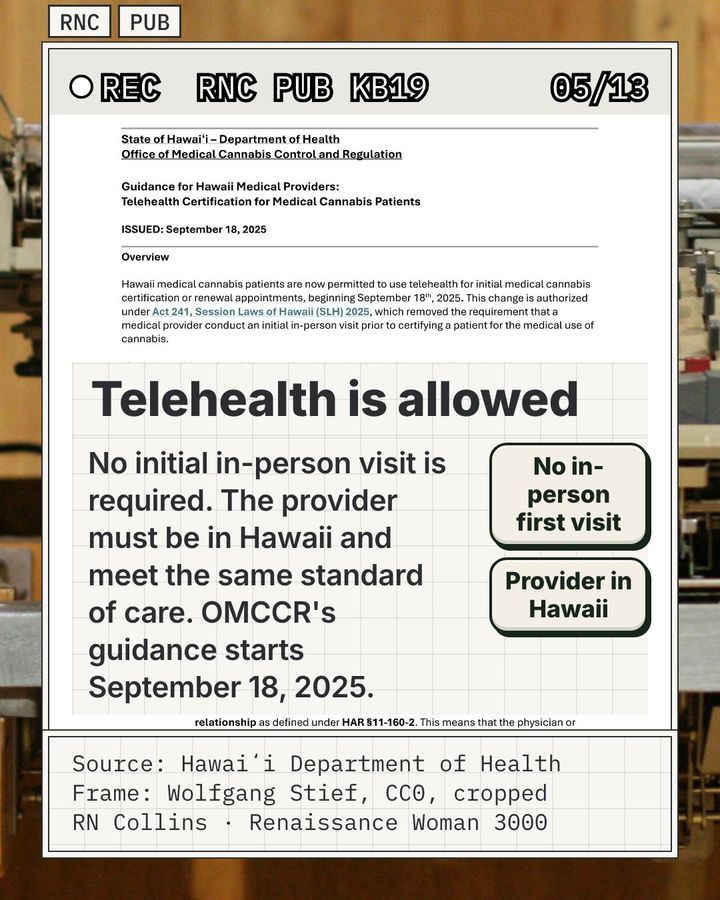 RNC PUB
REC RNC PUB KB19 05/13
State of Hawaiʻi – Department of Health
Office of Medical Cannabis Control and Regulation
Guidance for Hawaii Medical Providers:
Telehealth Certification for Medical Cannabis Patients
ISSUED: September 18, 2025
Overview
Hawaii medical cannabis patients are now permitted to use telehealth for initial medical cannabis
certification or renewal appointments, beginning September 18th, 2025. This change is authorized
under Act 241, Session Laws of Hawaii (SLH) 2025, which removed the requirement that a
medical provider conduct an initial in-person visit prior to certifying a patient for the medical use of
cannabis.
Telehealth is allowed
No initial in-person visit is
required. The provider
must be in Hawaii and
meet the same standard
of care. OMCCR's
guidance starts
September 18, 2025.
No in-
person
first visit
Provider in
Hawaii
relationship as defined under HAR §11-160-2. This means that the physician or
Source: Hawaiʻi Department of Health
Frame: Wolfgang Stief, CC0, cropped
RN Collins · Renaissance Woman 3000